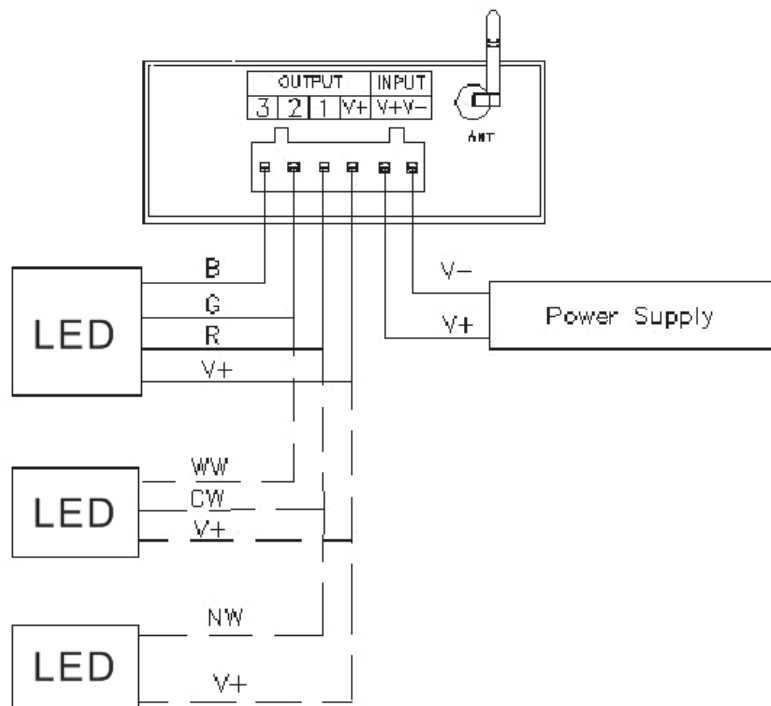 OUTPUT INPUT
3 2 1 V+ V+V-
ANT
B
G
R
V+
LED
V-
V+
Power Supply
WW
CW
V+
LED
NW
V+
LED